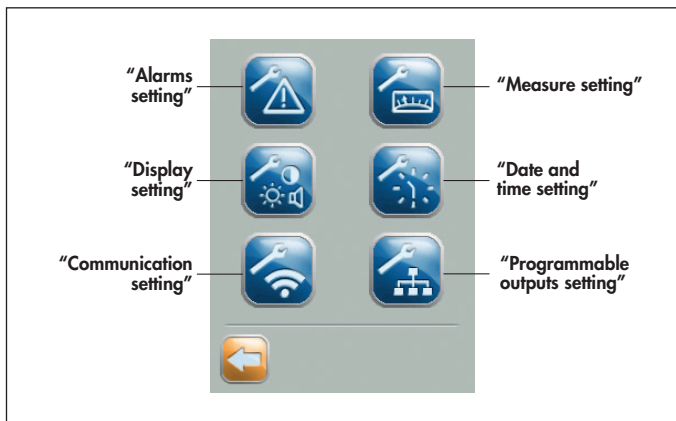 “Alarms
setting”
“Measure setting”
“Display
setting”
“Date and
time setting”
“Communication
setting”
“Programmable
outputs setting”